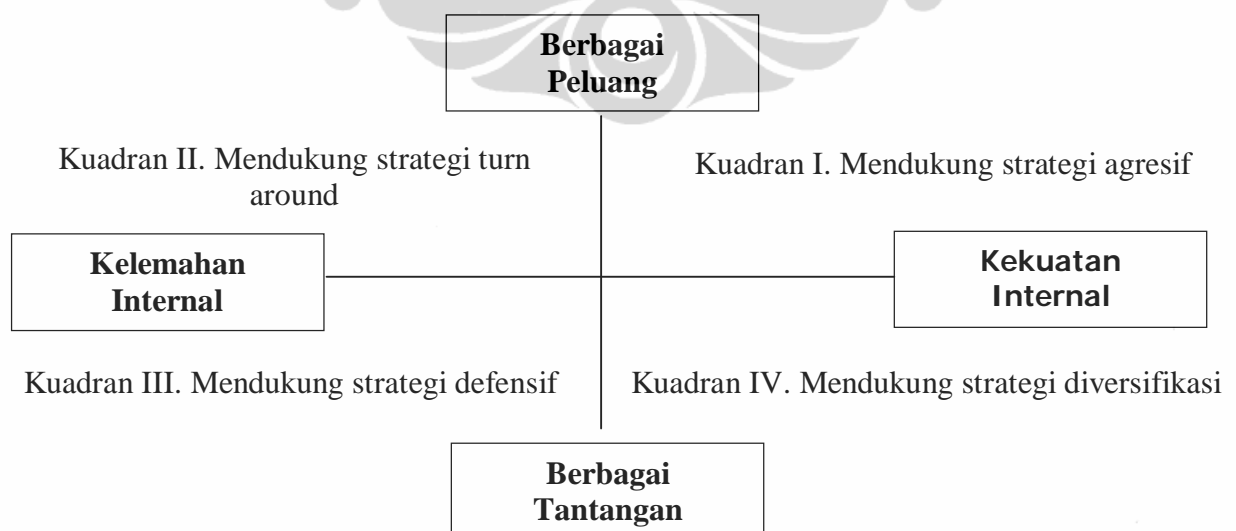 Berbagai
Peluang
Kuadran II. Mendukung strategi turn
around
Kuadran I. Mendukung strategi agresif
Kelemahan
Internal
Kekuatan
Internal
Kuadran III. Mendukung strategi defensif
Kuadran IV. Mendukung strategi diversifikasi
Berbagai
Tantangan